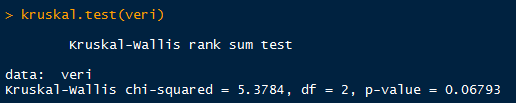 > kruskal.test(veri)
Kruskal-Wallis rank sum test
data:  veri
Kruskal-Wallis chi-squared = 5.3784, df = 2, p-value = 0.06793